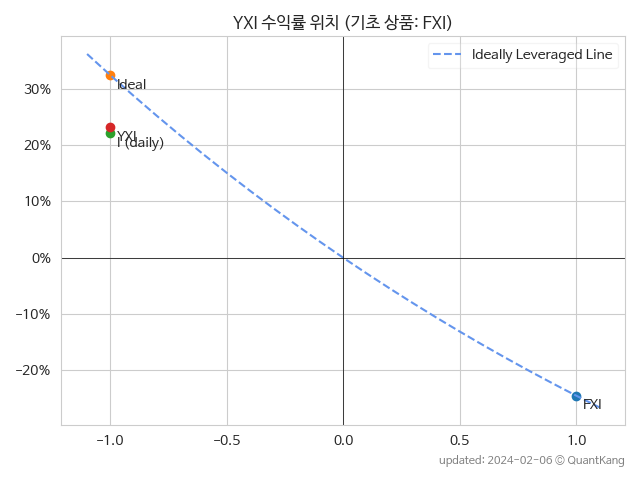 YXI 수익률 위치 (기초 상품: FXI)
Ideally Leveraged Line
30%
20%
10%
0%
−10%
−20%
Ideal
YXI
I (daily)
FXI
−1.0
−0.5
0.0
0.5
1.0
updated: 2024-02-06 © QuantKang